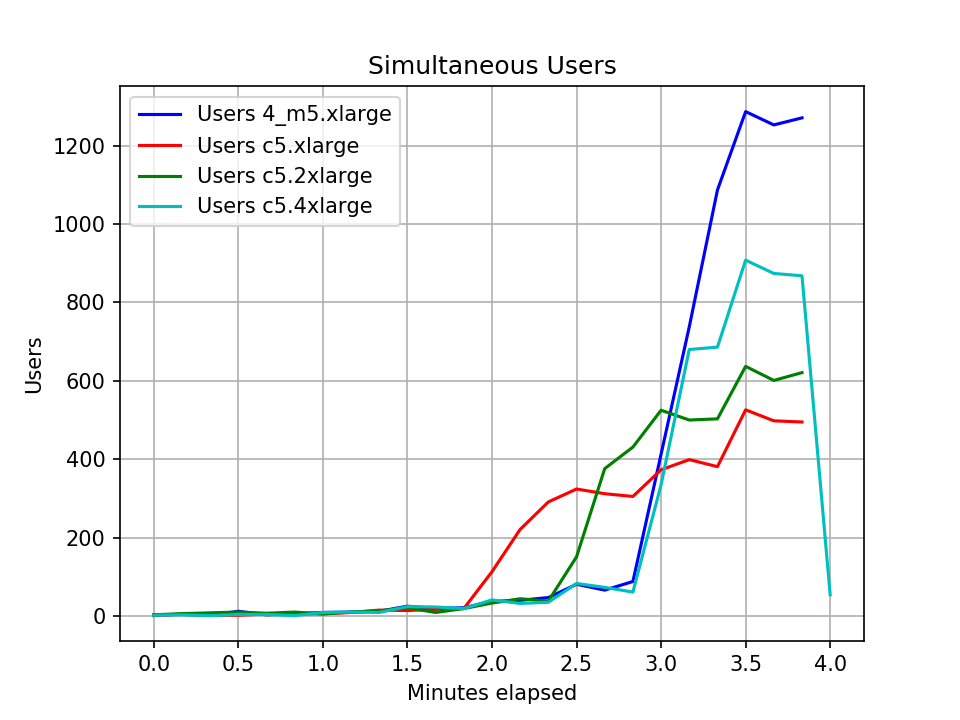 Simultaneous Users
Users 4_m5.xlarge
Users c5.xlarge
Users c5.2xlarge
Users c5.4xlarge
1200
1000
800
600
400
200
0
Users
0.0 0.5 1.0 1.5 2.0 2.5 3.0 3.5 4.0
Minutes elapsed